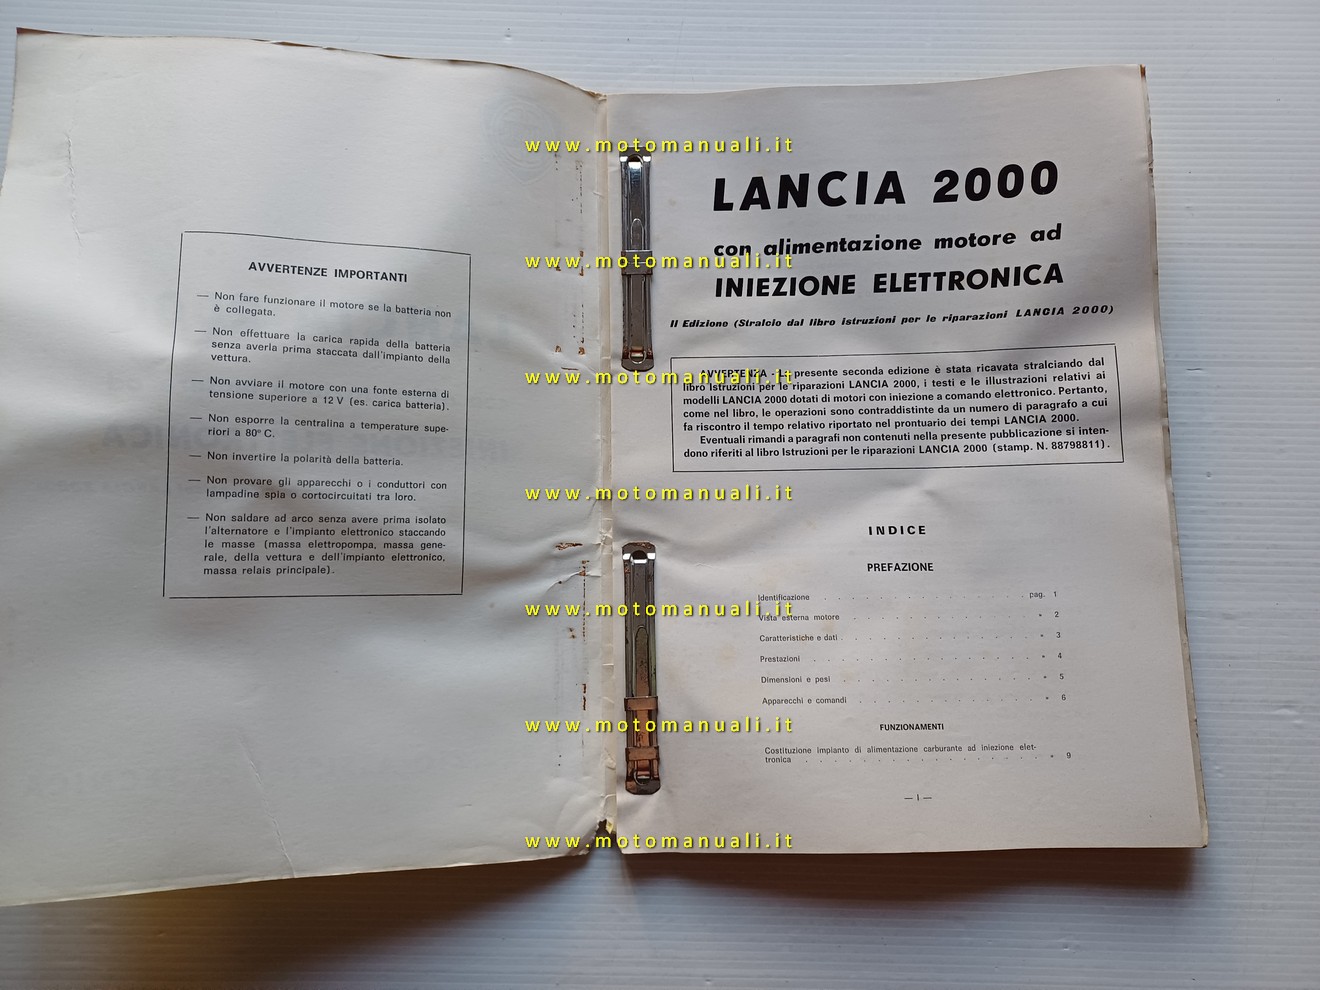 AVVERTENZE IMPORTANTI
— Non fare funzionare il motore se la batteria non
è collegata.
— Non effettuare la carica rapida della batteria
senza averla prima staccata dall'impianto della
vettura.
— Non avviare il motore con una fonte esterna di
tensione superiore a 12 V (es. carica batteria).
— Non esporre la centralina a temperature supe-
riori a 80° C.
— Non invertire la polarità della batteria.
— Non provare gli apparecchi o i conduttori con
lampadine spia o cortocircuitati tra loro.
— Non saldare ad arco senza avere prima isolato
l'alternatore e l'impianto elettronico staccando
le masse (massa elettropompa, massa gene-
rale, della vettura e dell'impianto elettronico,
massa relais principale).
LANCIA 2000
con alimentazione motore ad
INIEZIONE ELETTRONICA
II Edizione (Stralcio dal libro istruzioni per le riparazioni LANCIA 2000)
AVVERTENZA - La presente seconda edizione è stata ricavata stralciando dal
libro Istruzioni per le riparazioni LANCIA 2000, i testi e le illustrazioni relativi ai
modelli LANCIA 2000 dotati di motori con iniezione a comando elettronico. Pertanto,
come nel libro, le operazioni sono contraddistinte da un numero di paragrafo a cui
fa riscontro il tempo relativo riportato nel prontuario dei tempi LANCIA 2000.
Eventuali rimandi a paragrafi non contenuti nella presente pubblicazione si inten-
dono riferiti al libro Istruzioni per le riparazioni LANCIA 2000 (stamp. N. 88798811).
INDICE
PREFAZIONE
Identificazione . . . . . . . . . . . . . . . pag. 1
Vista esterna motore . . . . . . . . . . . . . » 2
Caratteristiche e dati . . . . . . . . . . . . . » 3
Prestazioni . . . . . . . . . . . . . . . » 4
Dimensioni e pesi . . . . . . . . . . . . . . » 5
Apparecchi e comandi . . . . . . . . . . . . . » 6
FUNZIONAMENTI
Costituzione impianto di alimentazione carburante ad iniezione elet-
tronica . . . . . . . . . . . . . . . . » 9
— I —
www.motomanuali.it
www.motomanuali.it
www.motomanuali.it
www.motomanuali.it
www.motomanuali.it
www.motomanuali.it
www.motomanuali.it